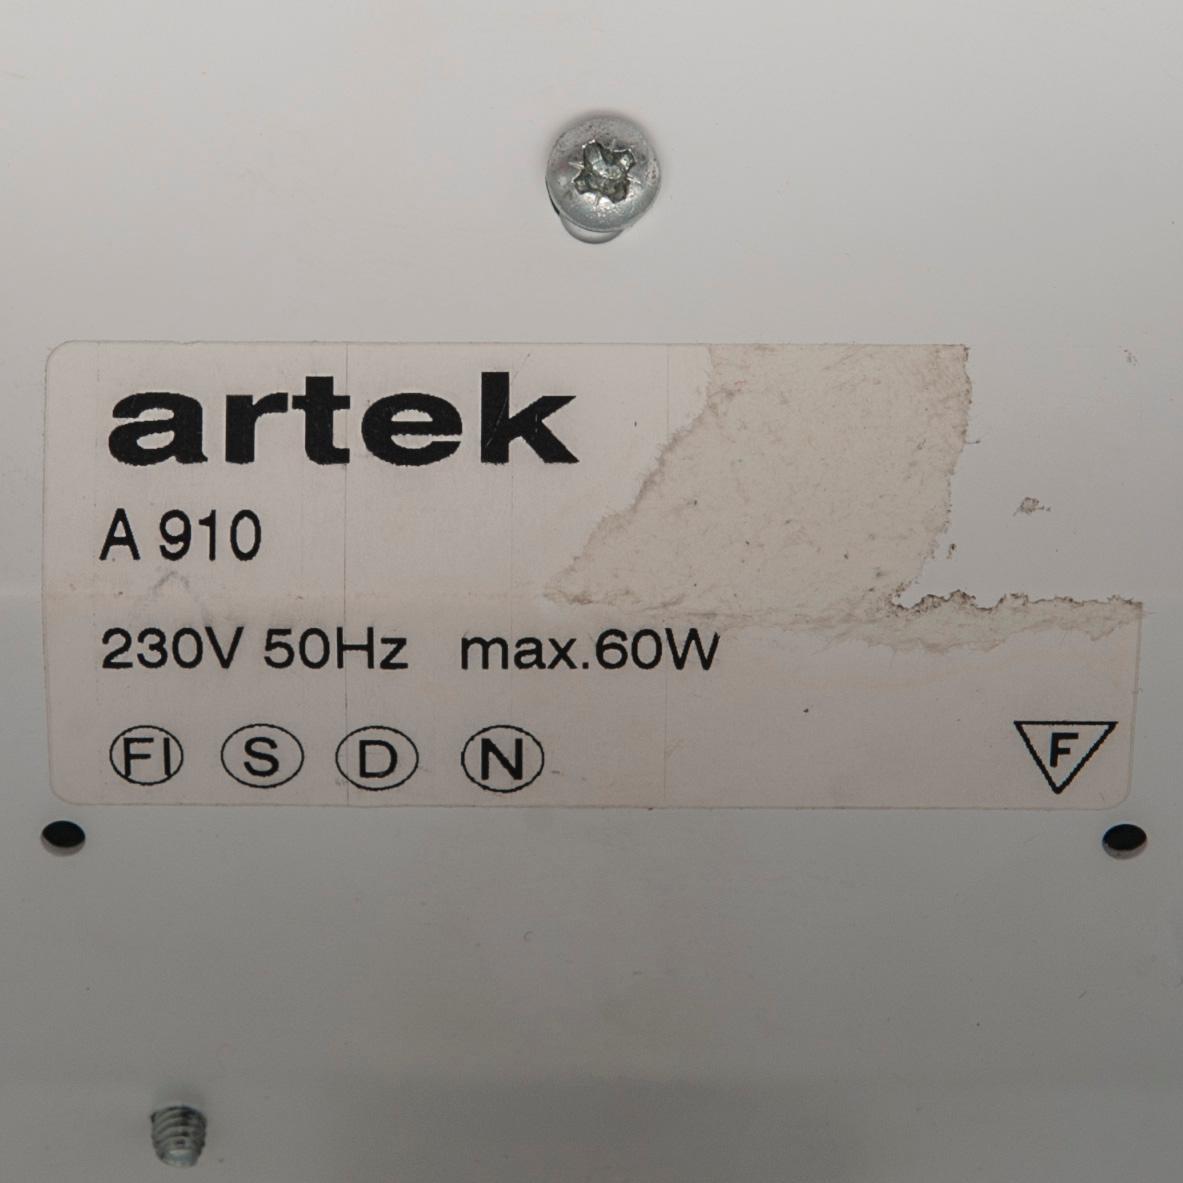 artek
A 910
230V 50Hz max.60W
FI S D N F